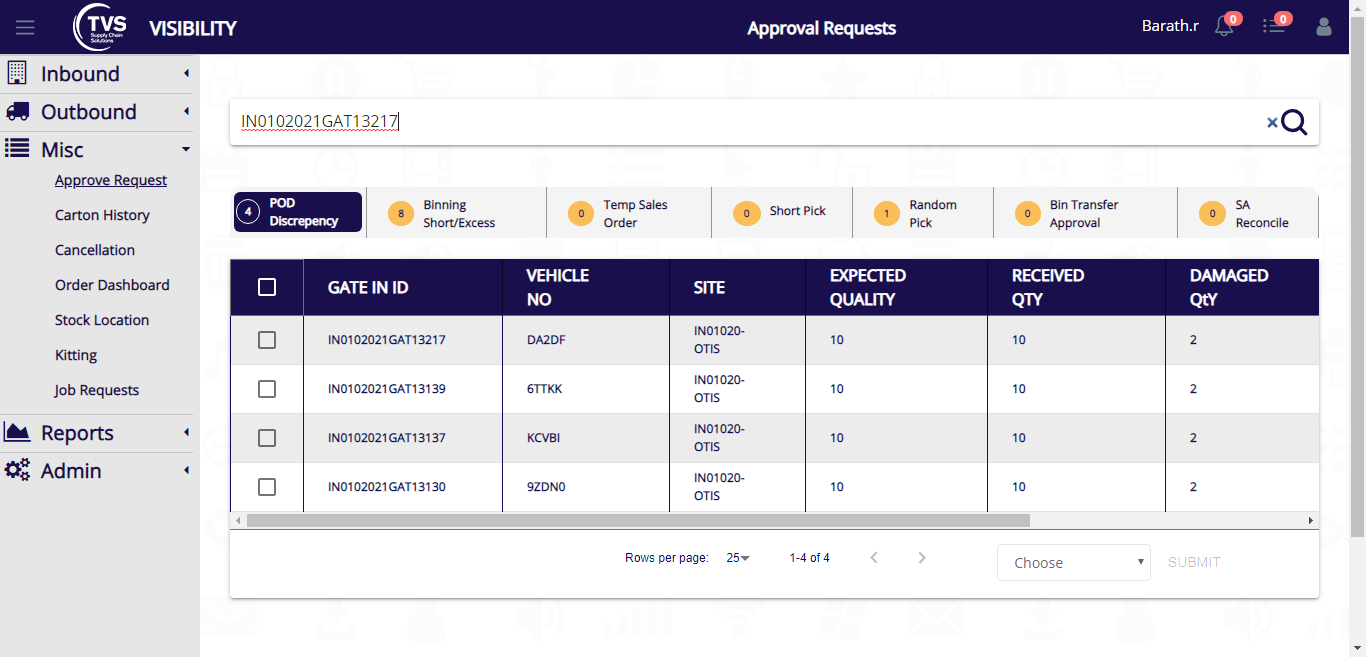 TVS
Supply Chain
Solutions
VISIBILITY
Approval Requests
Barath.r
0
0
Inbound
Outbound
Misc
Approve Request
Carton History
Cancellation
Order Dashboard
Stock Location
Kitting
Job Requests
Reports
Admin
IN0102021GAT13217
×
4 POD
Discrepency
8 Binning
Short/Excess
0 Temp Sales
Order
0 Short Pick
1 Random
Pick
0 Bin Transfer
Approval
0 SA
Reconcile
GATE IN ID VEHICLE NO SITE EXPECTED QUALITY RECEIVED QTY DAMAGED QtY
IN0102021GAT13217 DA2DF IN01020-OTIS 10 10 2
IN0102021GAT13139 6TTKK IN01020-OTIS 10 10 2
IN0102021GAT13137 KCVBI IN01020-OTIS 10 10 2
IN0102021GAT13130 9ZDN0 IN01020-OTIS 10 10 2
Rows per page: 25 1-4 of 4 Choose SUBMIT